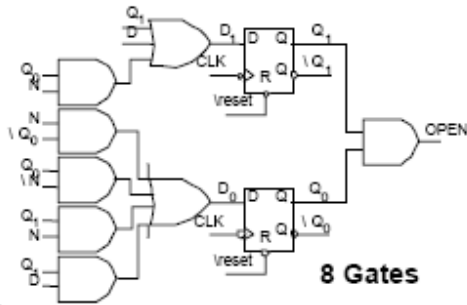 Q1
D
D1
D Q
Q1
CLK
Q
\ Q1
R
\reset
Q0
N
N
\ Q0
Q0
\ N
Q1
N
Q1
D
OPEN
D0
D Q
Q0
CLK
Q
\ Q0
R
\reset
8 Gates